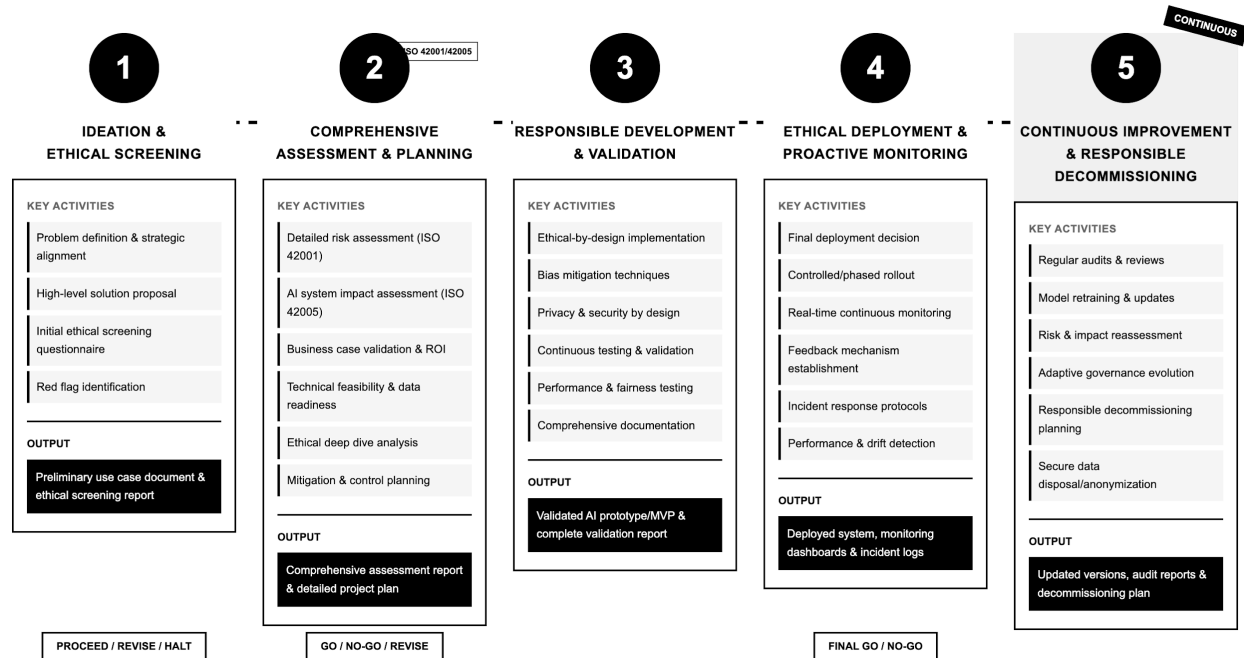 CONTINUOUS
1
IDEATION &
ETHICAL SCREENING
KEY ACTIVITIES
Problem definition & strategic
alignment
High-level solution proposal
Initial ethical screening
questionnaire
Red flag identification
OUTPUT
Preliminary use case document &
ethical screening report
PROCEED / REVISE / HALT
2
SO 42001/42005
COMPREHENSIVE
ASSESSMENT & PLANNING
KEY ACTIVITIES
Detailed risk assessment (ISO
42001)
AI system impact assessment (ISO
42005)
Business case validation & ROI
Technical feasibility & data
readiness
Ethical deep dive analysis
Mitigation & control planning
OUTPUT
Comprehensive assessment report
& detailed project plan
GO / NO-GO / REVISE
3
RESPONSIBLE DEVELOPMENT
& VALIDATION
KEY ACTIVITIES
Ethical-by-design implementation
Bias mitigation techniques
Privacy & security by design
Continuous testing & validation
Performance & fairness testing
Comprehensive documentation
OUTPUT
Validated AI prototype/MVP &
complete validation report
4
ETHICAL DEPLOYMENT &
PROACTIVE MONITORING
KEY ACTIVITIES
Final deployment decision
Controlled/phased rollout
Real-time continuous monitoring
Feedback mechanism
establishment
Incident response protocols
Performance & drift detection
OUTPUT
Deployed system, monitoring
dashboards & incident logs
FINAL GO / NO-GO
5
CONTINUOUS IMPROVEMENT
& RESPONSIBLE
DECOMMISSIONING
KEY ACTIVITIES
Regular audits & reviews
Model retraining & updates
Risk & impact reassessment
Adaptive governance evolution
Responsible decommissioning
planning
Secure data
disposal/anonymization
OUTPUT
Updated versions, audit reports &
decommissioning plan